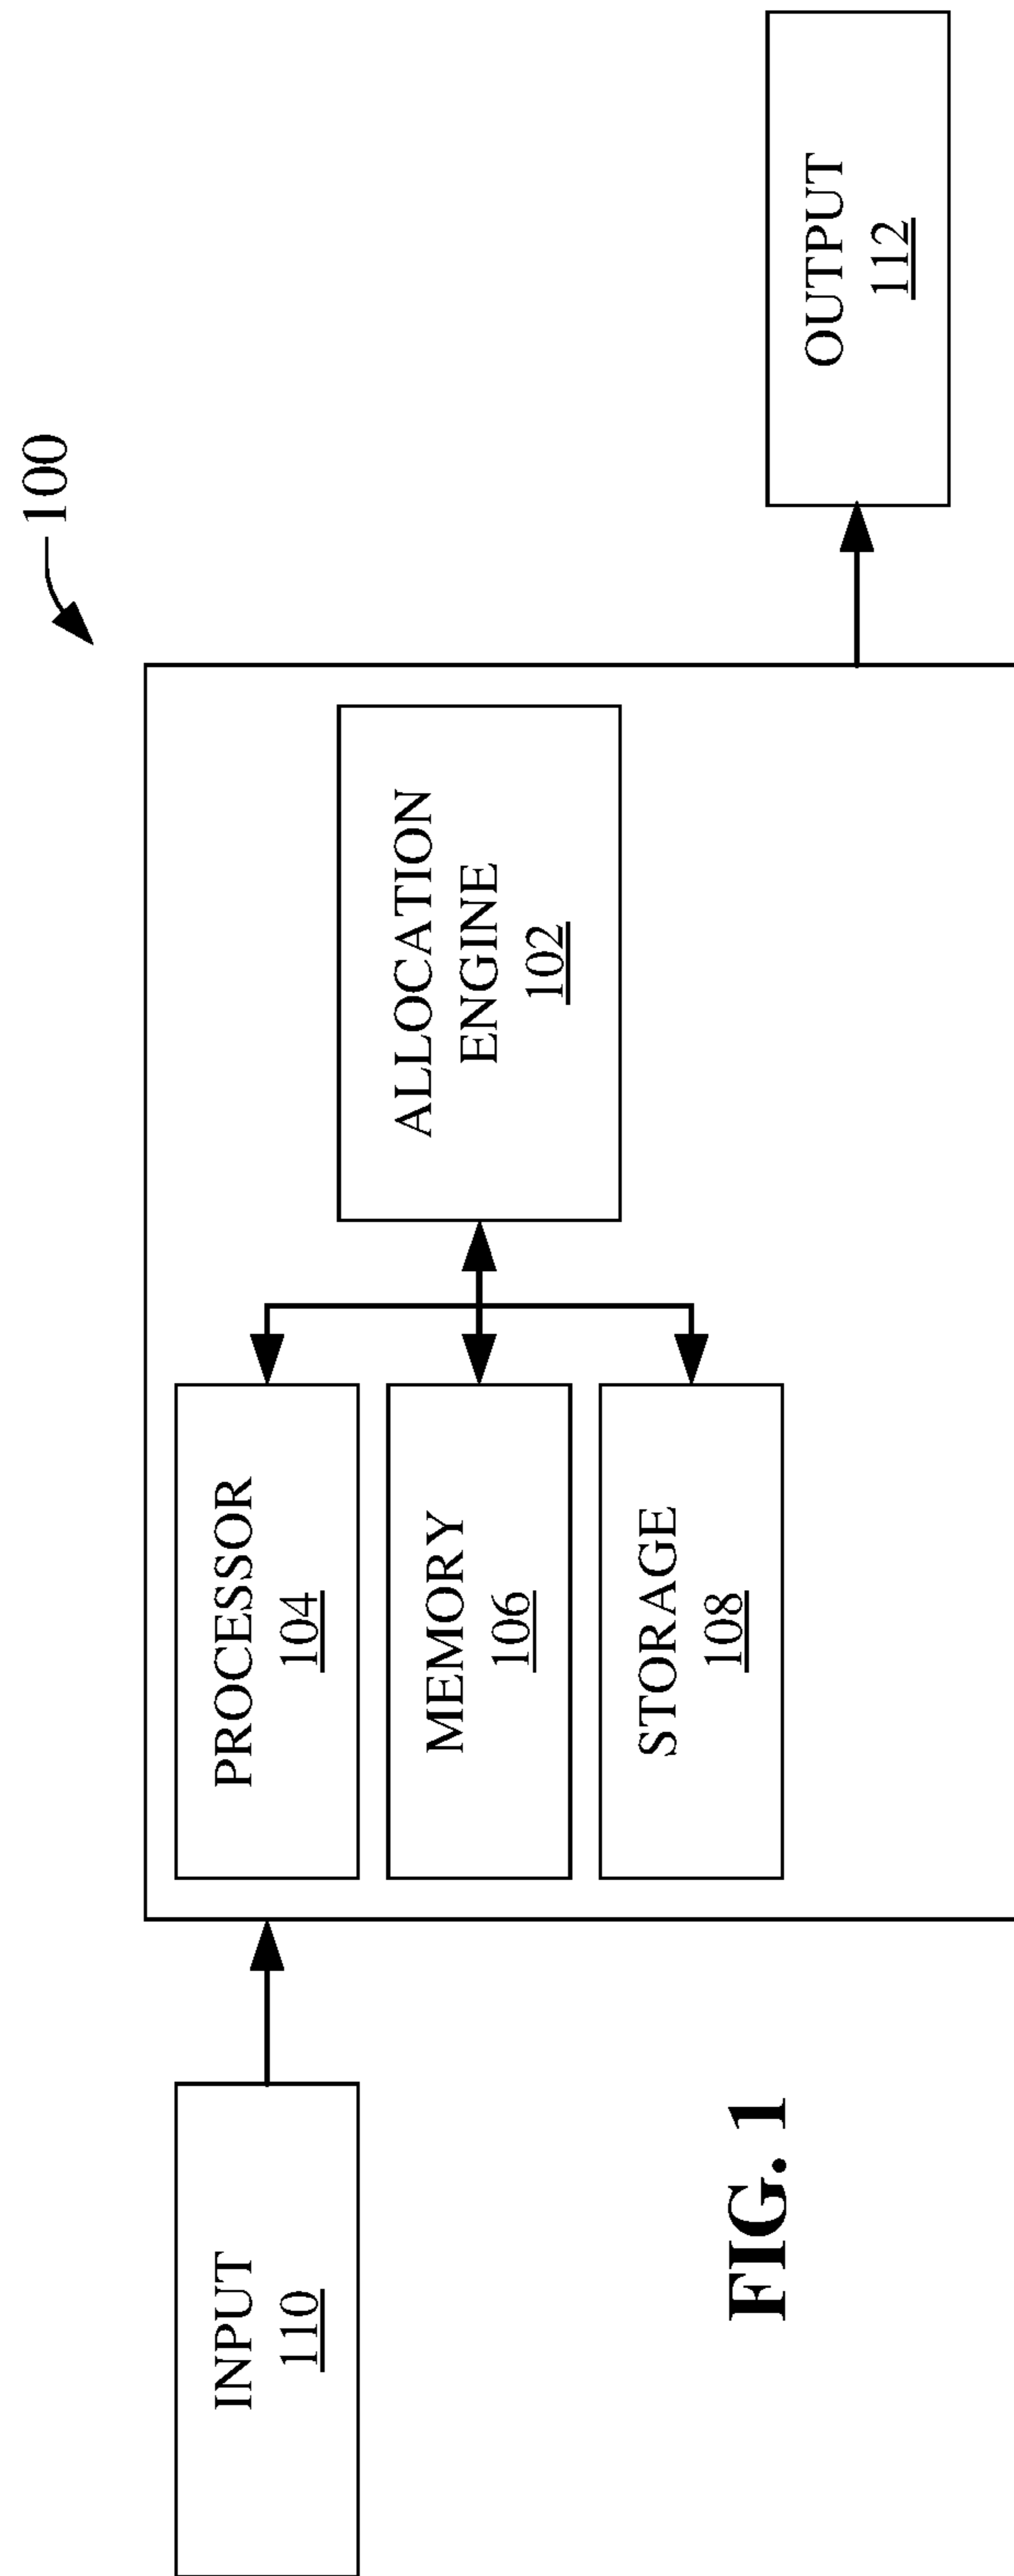 100
INPUT
110
PROCESSOR
104
MEMORY
106
STORAGE
108
ALLOCATION
ENGINE
102
OUTPUT
112
FIG. 1